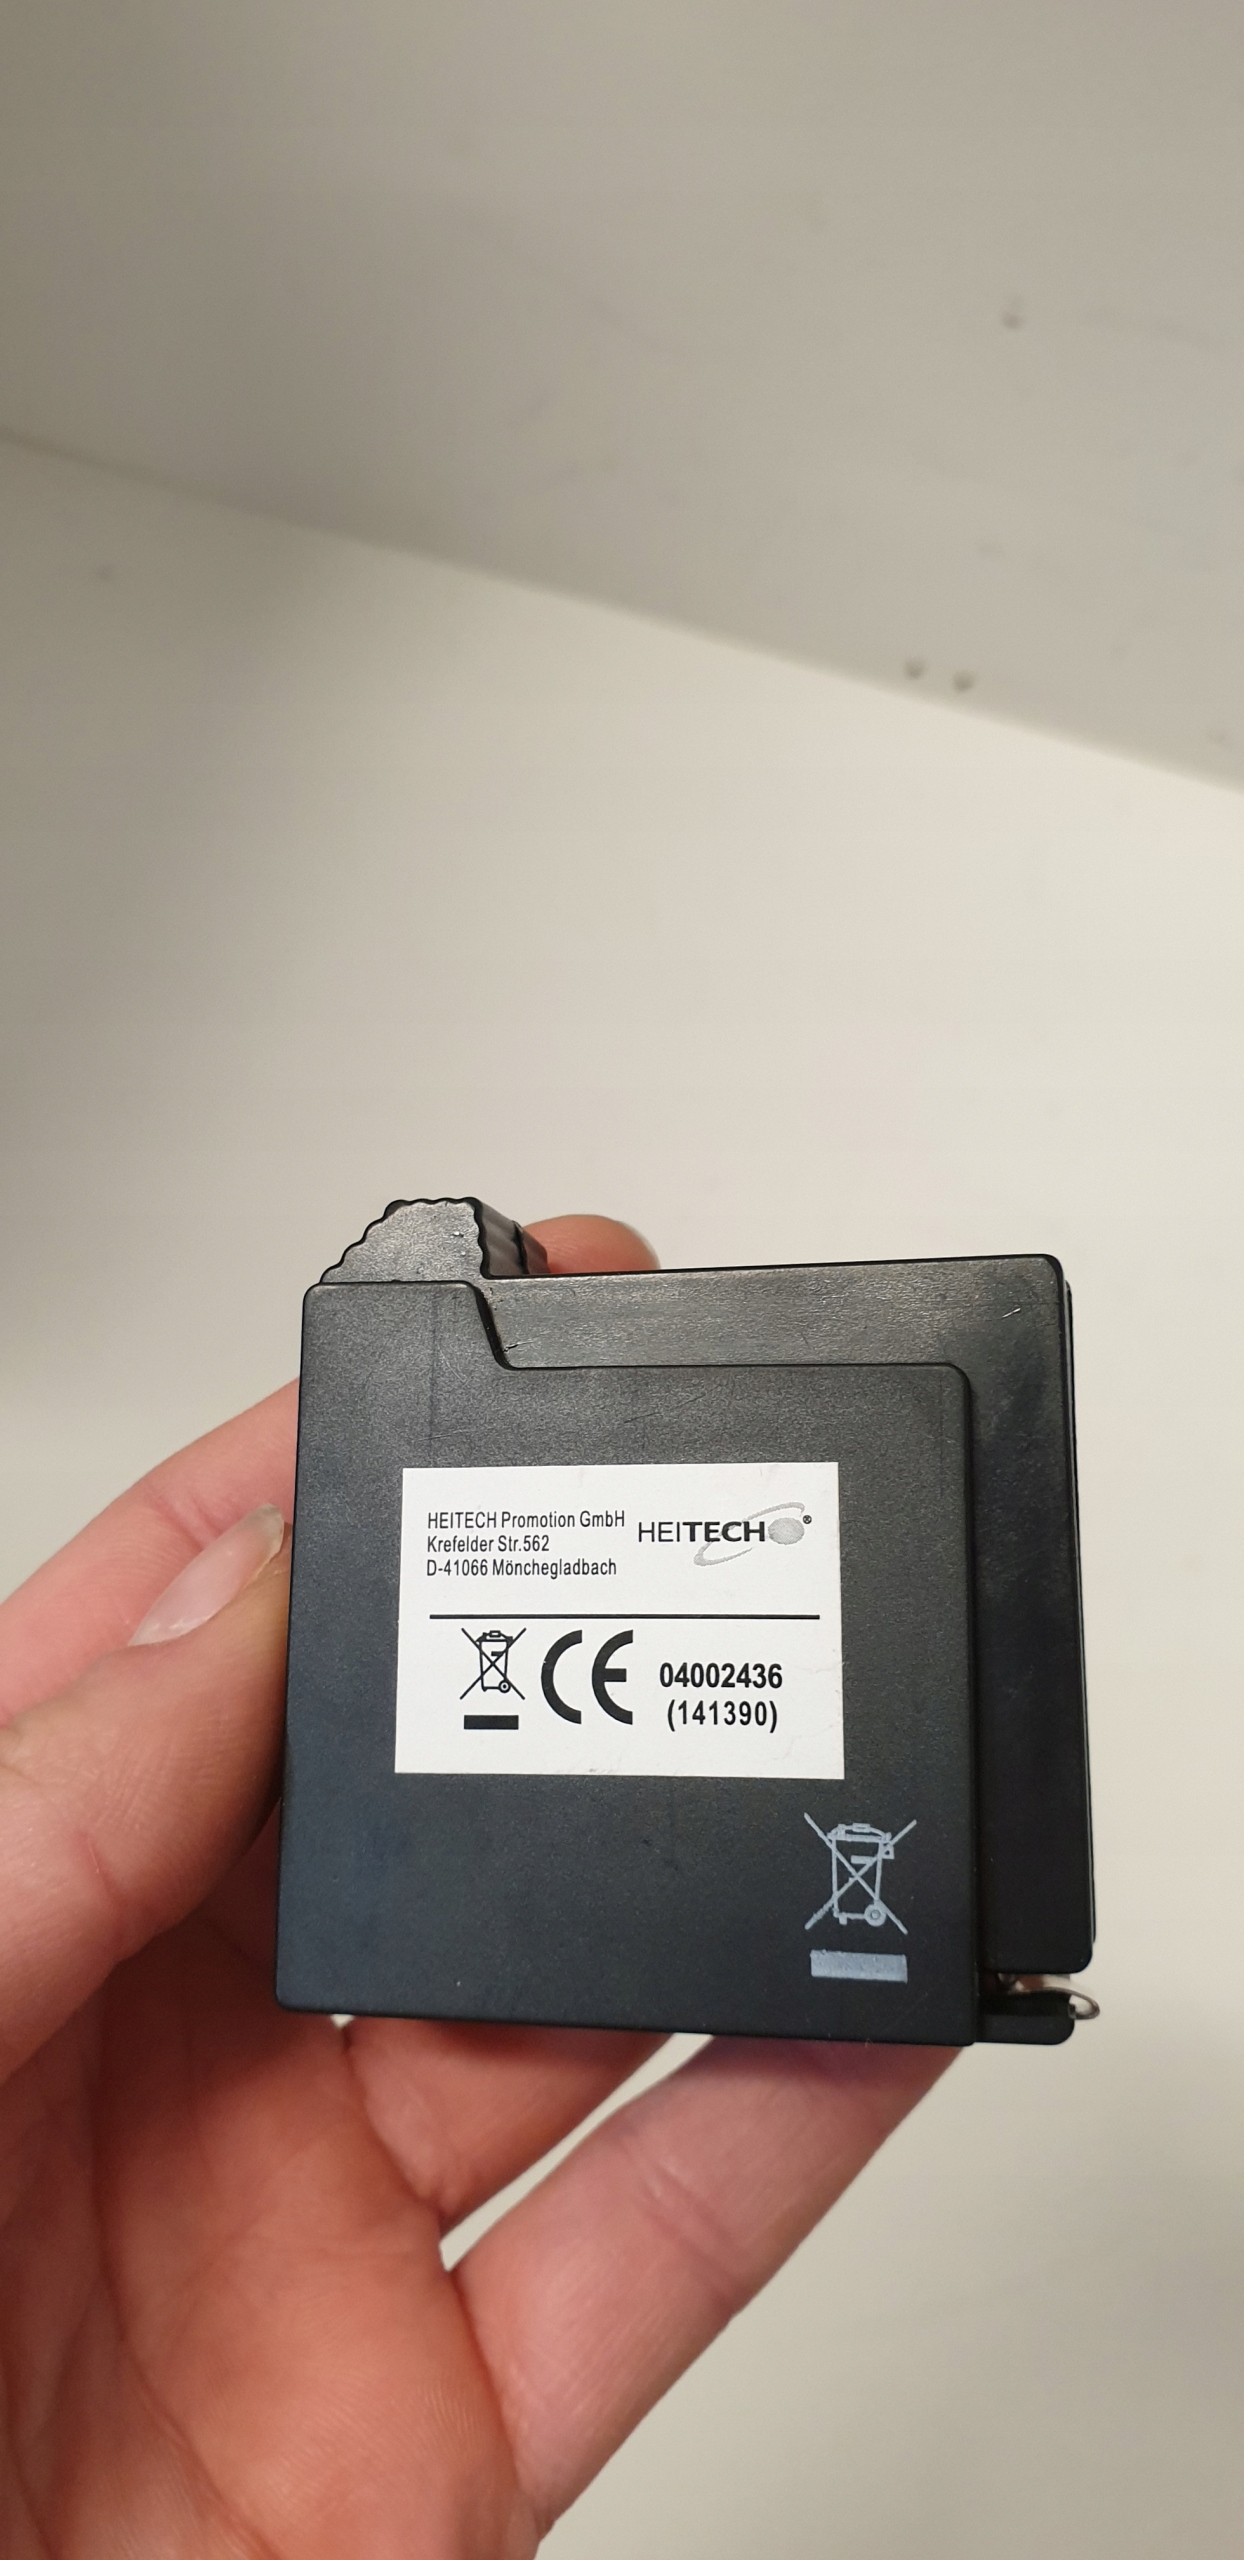 HEITECH Promotion GmbH
Krefelder Str.562
D-41066 Mönchegladbach
HEITECH®
CE
04002436
(141390)